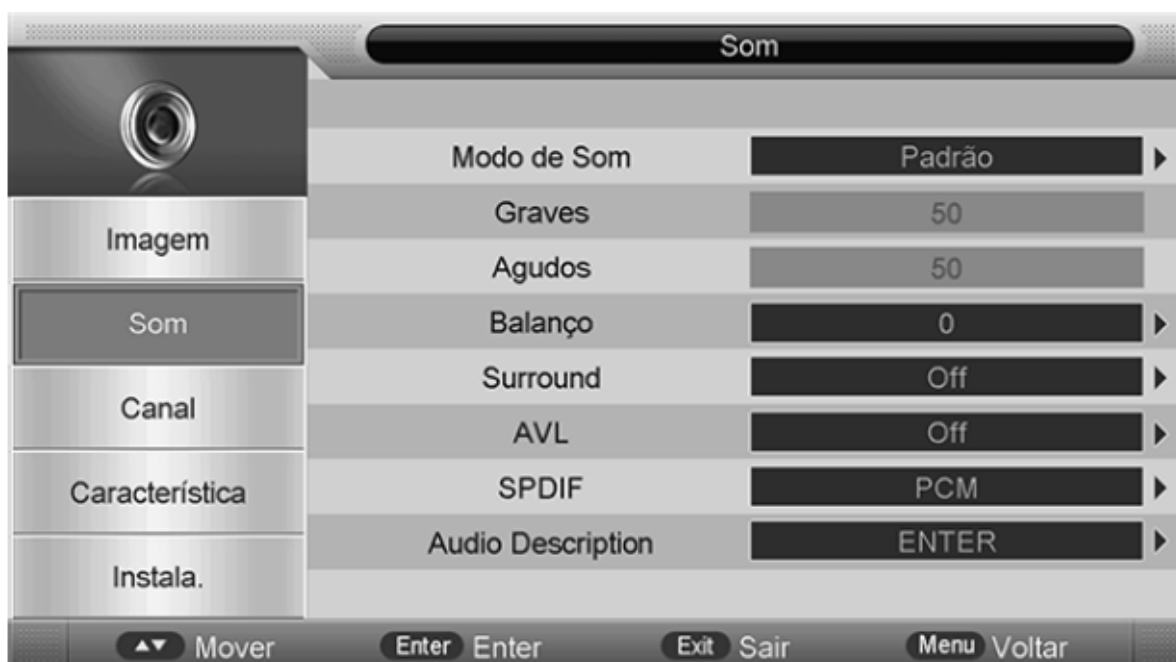 Som
Imagem
Som
Canal
Característica
Instala.
Modo de Som Padrão
Graves 50
Agudos 50
Balanço 0
Surround Off
AVL Off
SPDIF PCM
Audio Description ENTER
Mover Enter Enter Exit Sair Menu Voltar